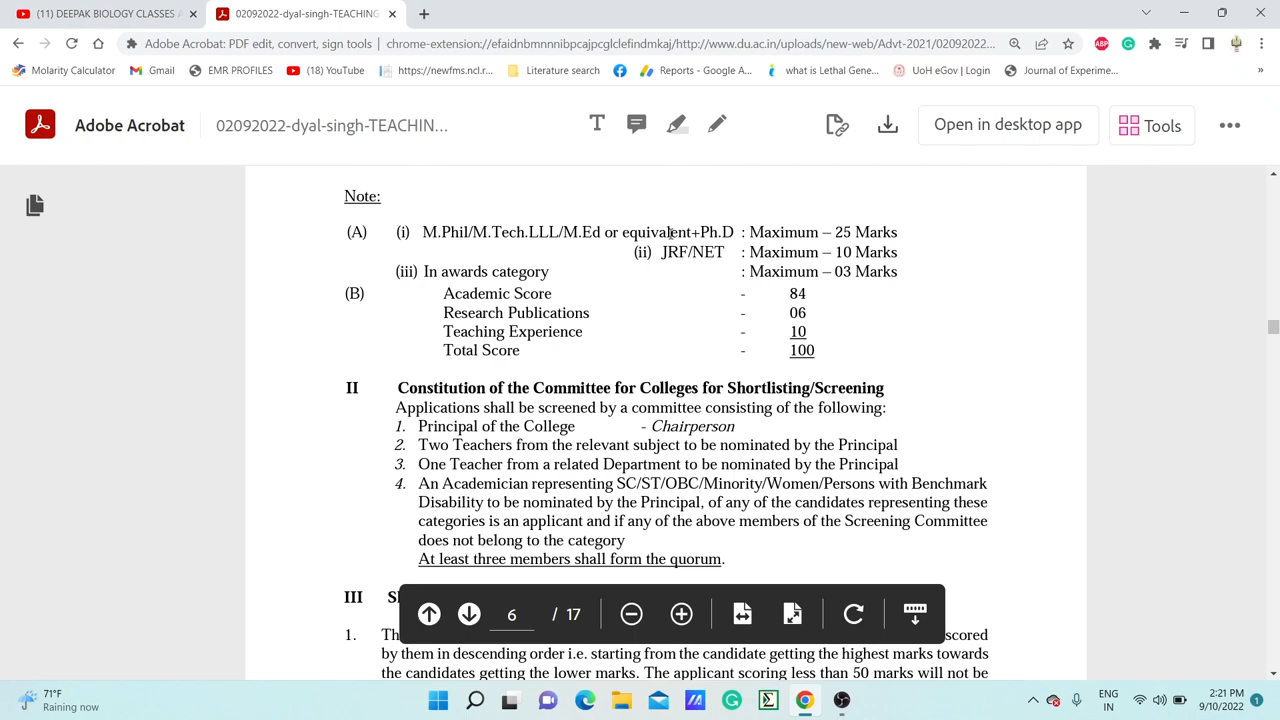 (11) DEEPAK BIOLOGY CLASSES A
02092022-dyal-singh-TEACHING
Adobe Acrobat: PDF edit, convert, sign tools | chrome-extension://efaidnbmnnnibpcajpcglclefindmkaj/http://www.du.ac.in/uploads/new-web/Advt-2021/02092022...
Molarity Calculator Gmail EMR PROFILES (18) YouTube https://newfms.ncl.r... Literature search Reports - Google A... what is Lethal Gene... UoH eGov | Login Journal of Experime... »
Adobe Acrobat 02092022-dyal-singh-TEACHIN... Open in desktop app Tools
Note:
(A) (i) M.Phil/M.Tech.LLL/M.Ed or equivalent+Ph.D : Maximum – 25 Marks
(ii) JRF/NET : Maximum – 10 Marks
(iii) In awards category : Maximum – 03 Marks
(B) Academic Score - 84
Research Publications - 06
Teaching Experience - 10
Total Score - 100
II Constitution of the Committee for Colleges for Shortlisting/Screening
Applications shall be screened by a committee consisting of the following:
1. Principal of the College - Chairperson
2. Two Teachers from the relevant subject to be nominated by the Principal
3. One Teacher from a related Department to be nominated by the Principal
4. An Academician representing SC/ST/OBC/Minority/Women/Persons with Benchmark
Disability to be nominated by the Principal, of any of the candidates representing these
categories is an applicant and if any of the above members of the Screening Committee
does not belong to the category
At least three members shall form the quorum.
III
6 / 17
1. scored
by them in descending order i.e. starting from the candidate getting the highest marks towards
the candidates getting the lower marks. The applicant scoring less than 50 marks will not be
71°F
Raining now
ENG
IN
2:21 PM
9/10/2022
1